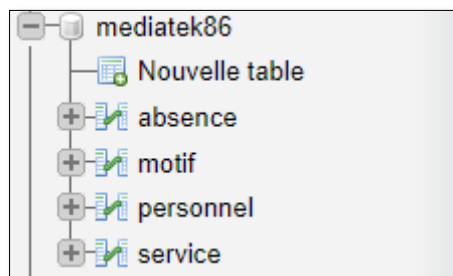 mediatek86
Nouvelle table
absence
motif
personnel
service